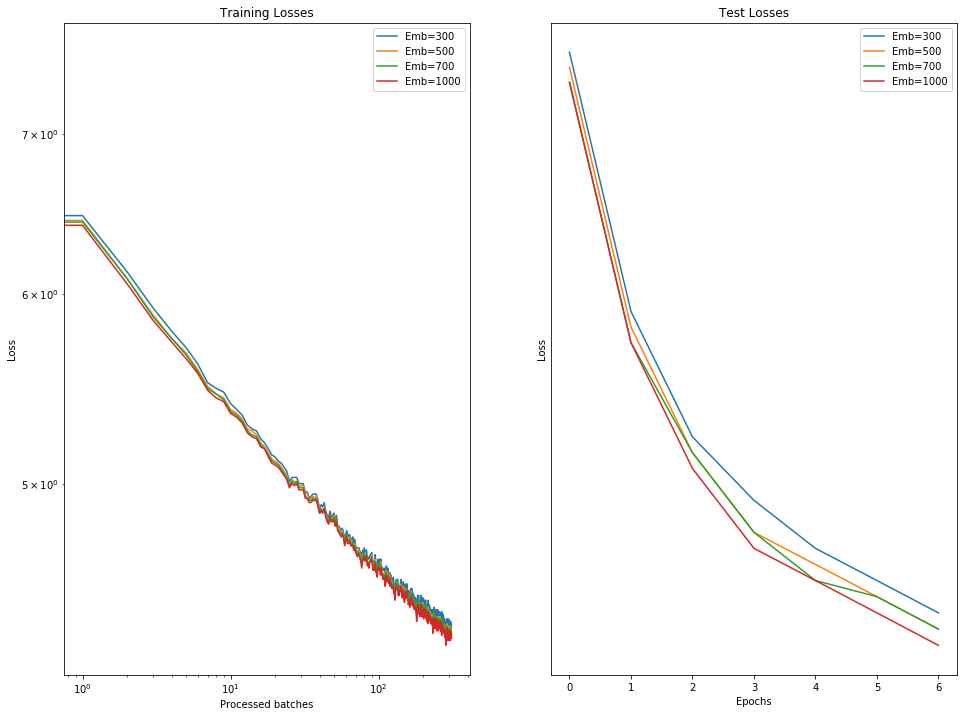 Training Losses
Emb=300
Emb=500
Emb=700
Emb=1000
7 × 10⁰
6 × 10⁰
5 × 10⁰
Loss
10⁰ 10¹ 10²
Processed batches
Test Losses
Emb=300
Emb=500
Emb=700
Emb=1000
Loss
0 1 2 3 4 5 6
Epochs